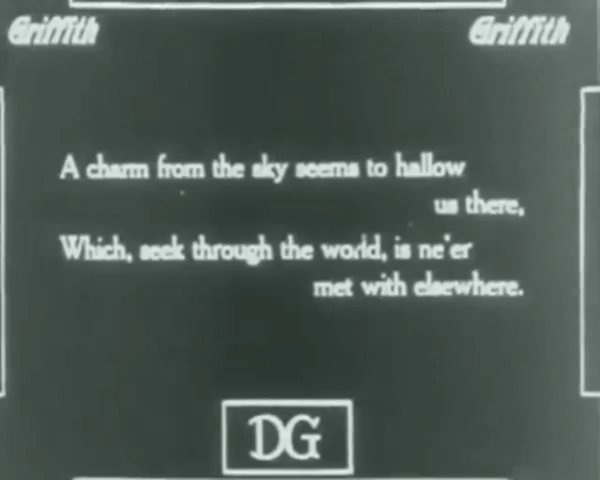 Griffith Griffith
A charm from the sky seems to hallow
us there,
Which, seek through the world, is ne'er
met with elsewhere.
DG